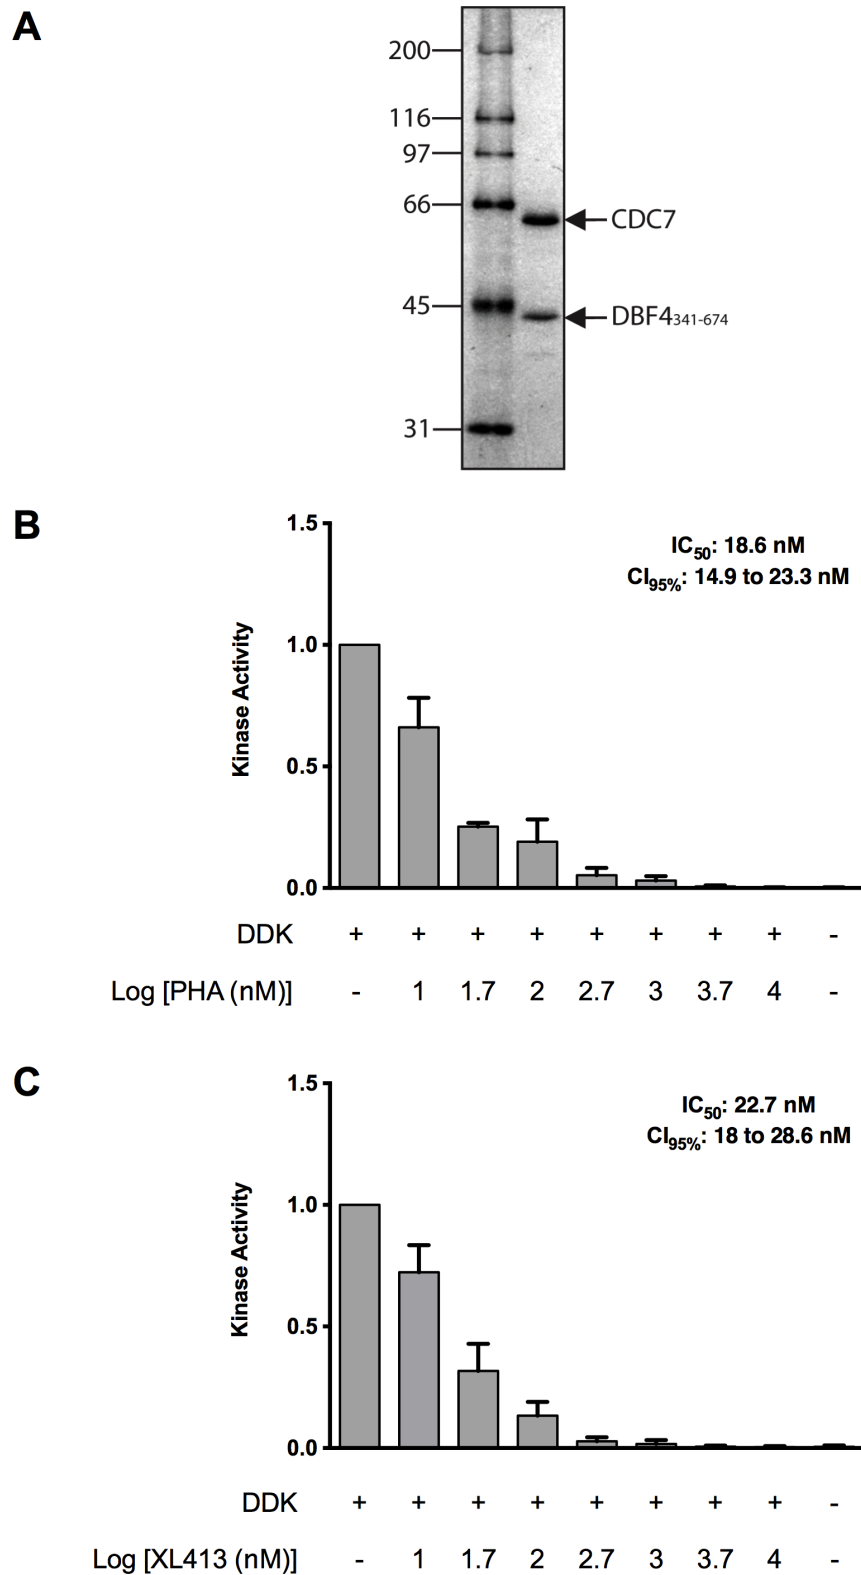 A
200
116
97
66
CDC7
45
DBF4341-674
31
B
1.5
IC50: 18.6 nM
CI95%: 14.9 to 23.3 nM
1.0
Kinase Activity
0.5
0.0
DDK + + + + + + + + -
Log [PHA (nM)] - 1 1.7 2 2.7 3 3.7 4 -
C
1.5
IC50: 22.7 nM
CI95%: 18 to 28.6 nM
1.0
Kinase Activity
0.5
0.0
DDK + + + + + + + + -
Log [XL413 (nM)] - 1 1.7 2 2.7 3 3.7 4 -